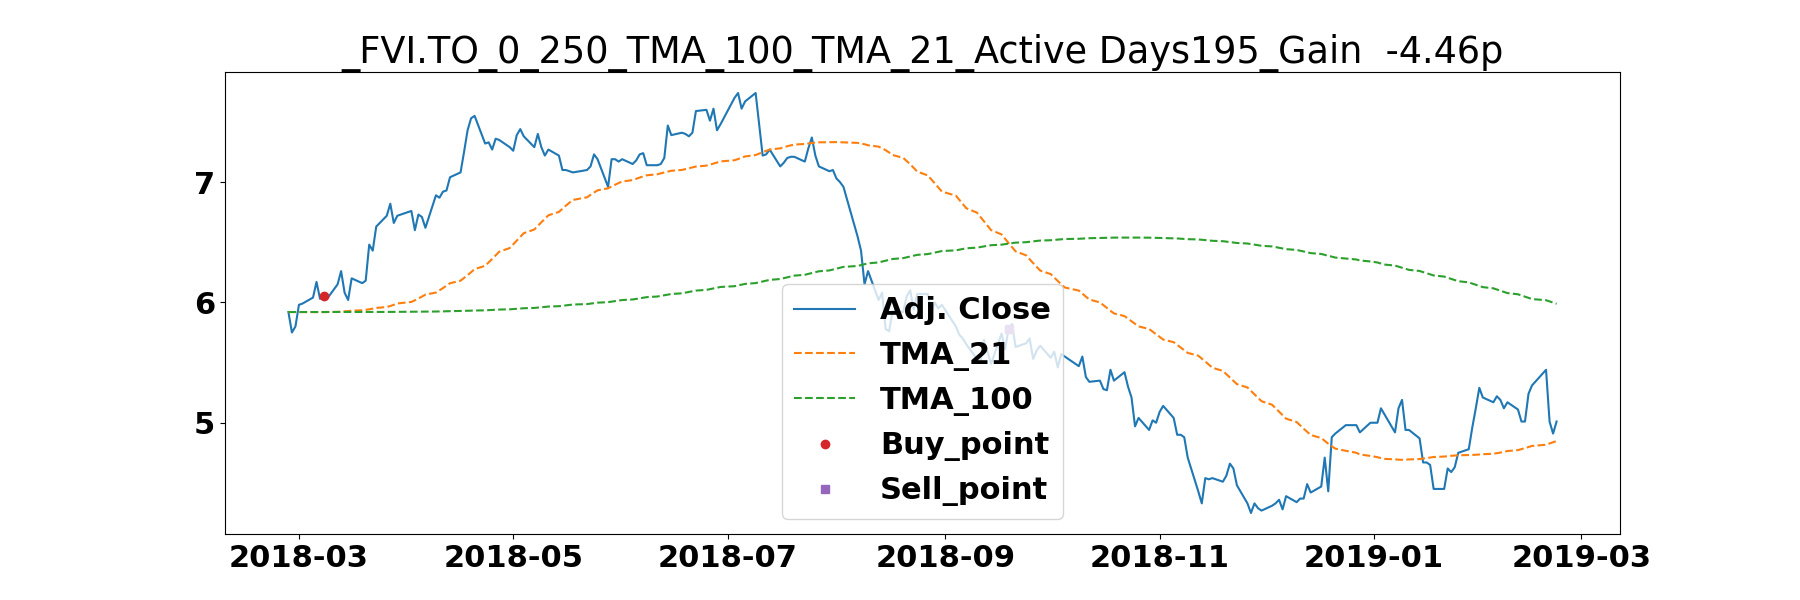 _FVI.TO_0_250_TMA_100_TMA_21_Active Days195_Gain  -4.46p
7
6
5
Adj. Close
TMA_21
TMA_100
Buy_point
Sell_point
2018-03 2018-05 2018-07 2018-09 2018-11 2019-01 2019-03